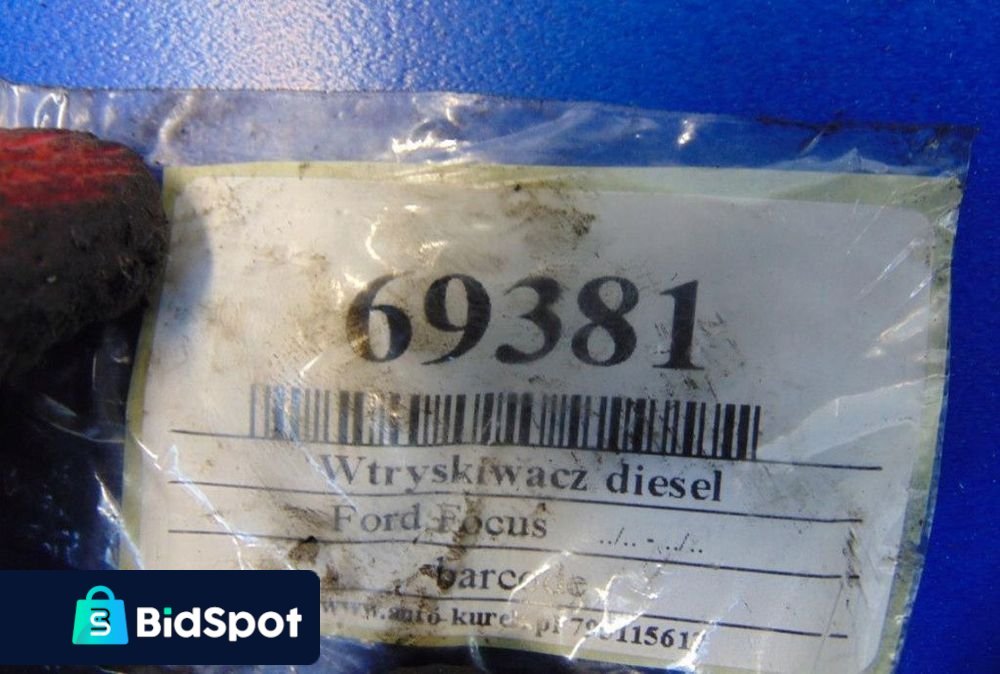 69381
Wtryskiwacz diesel
Ford Focus ../.. - ../..
barcode
BidSpot